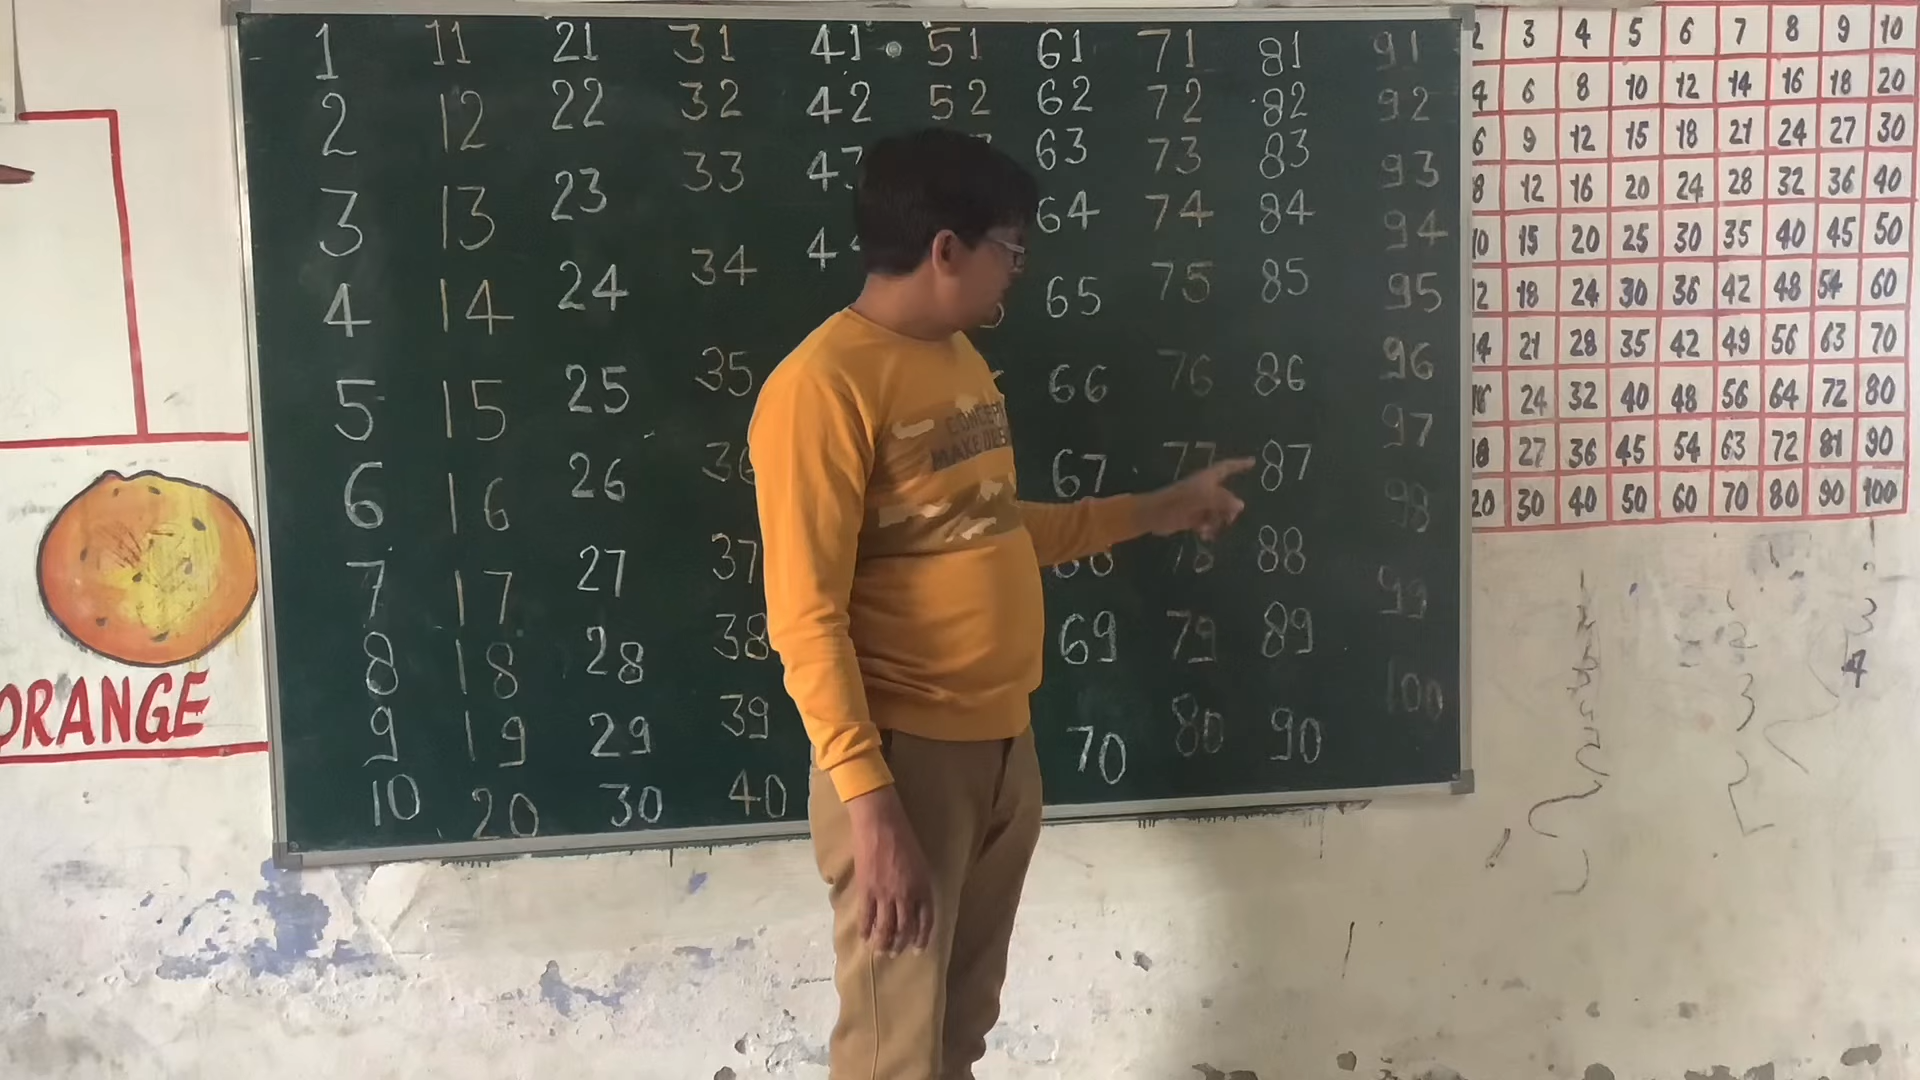 1 11 21 31 41 51 61 71 81 91
2 12 22 32 42 52 62 72 82 92
3 13 23 33 63 73 83 93
4 14 24 34 64 74 84 94
5 15 25 35 65 75 85 95
6 16 26 66 76 86 96
7 17 27 37 67 77 87 97
8 18 28 38 78 88 98
9 19 29 39 69 79 89 99
10 20 30 40 70 80 90 100
2 3 4 5 6 7 8 9 10
4 6 8 10 12 14 16 18 20
6 9 12 15 18 21 24 27 30
8 12 16 20 24 28 32 36 40
10 15 20 25 30 35 40 45 50
12 18 24 30 36 42 48 54 60
14 21 28 35 42 49 56 63 70
16 24 32 40 48 56 64 72 80
18 27 36 45 54 63 72 81 90
20 30 40 50 60 70 80 90 100
ORANGE